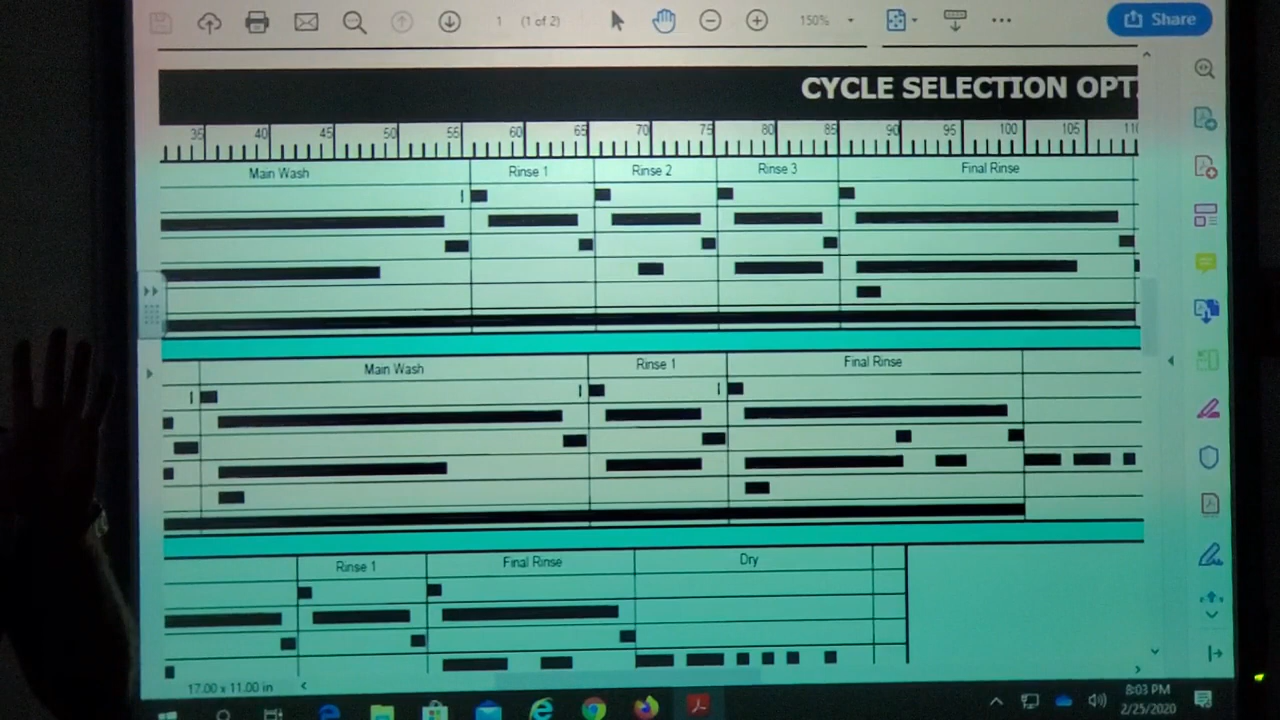 1 (1 of 2) 150% Share
CYCLE SELECTION OPT
35 40 45 50 55 60 65 70 75 80 85 90 95 100 105 110
Main Wash Rinse 1 Rinse 2 Rinse 3 Final Rinse
Main Wash Rinse 1 Final Rinse
Rinse 1 Final Rinse Dry
17.00 x 11.00 in
8:03 PM
2/25/2020